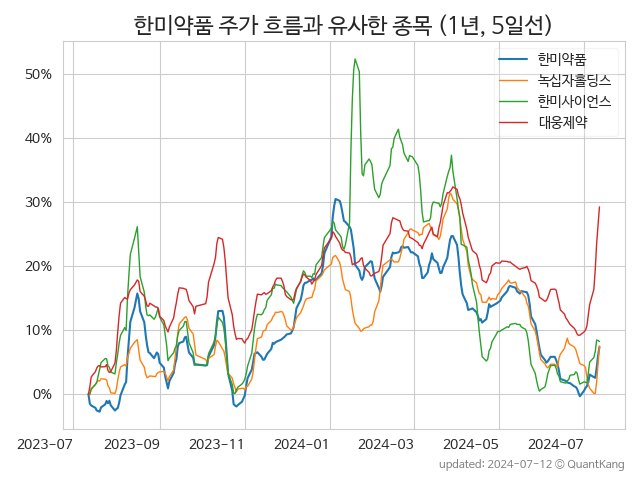 한미약품 주가 흐름과 유사한 종목 (1년, 5일선)
한미약품
녹십자홀딩스
한미사이언스
대웅제약
50%
40%
30%
20%
10%
0%
2023-07 2023-09 2023-11 2024-01 2024-03 2024-05 2024-07
updated: 2024-07-12 © QuantKang